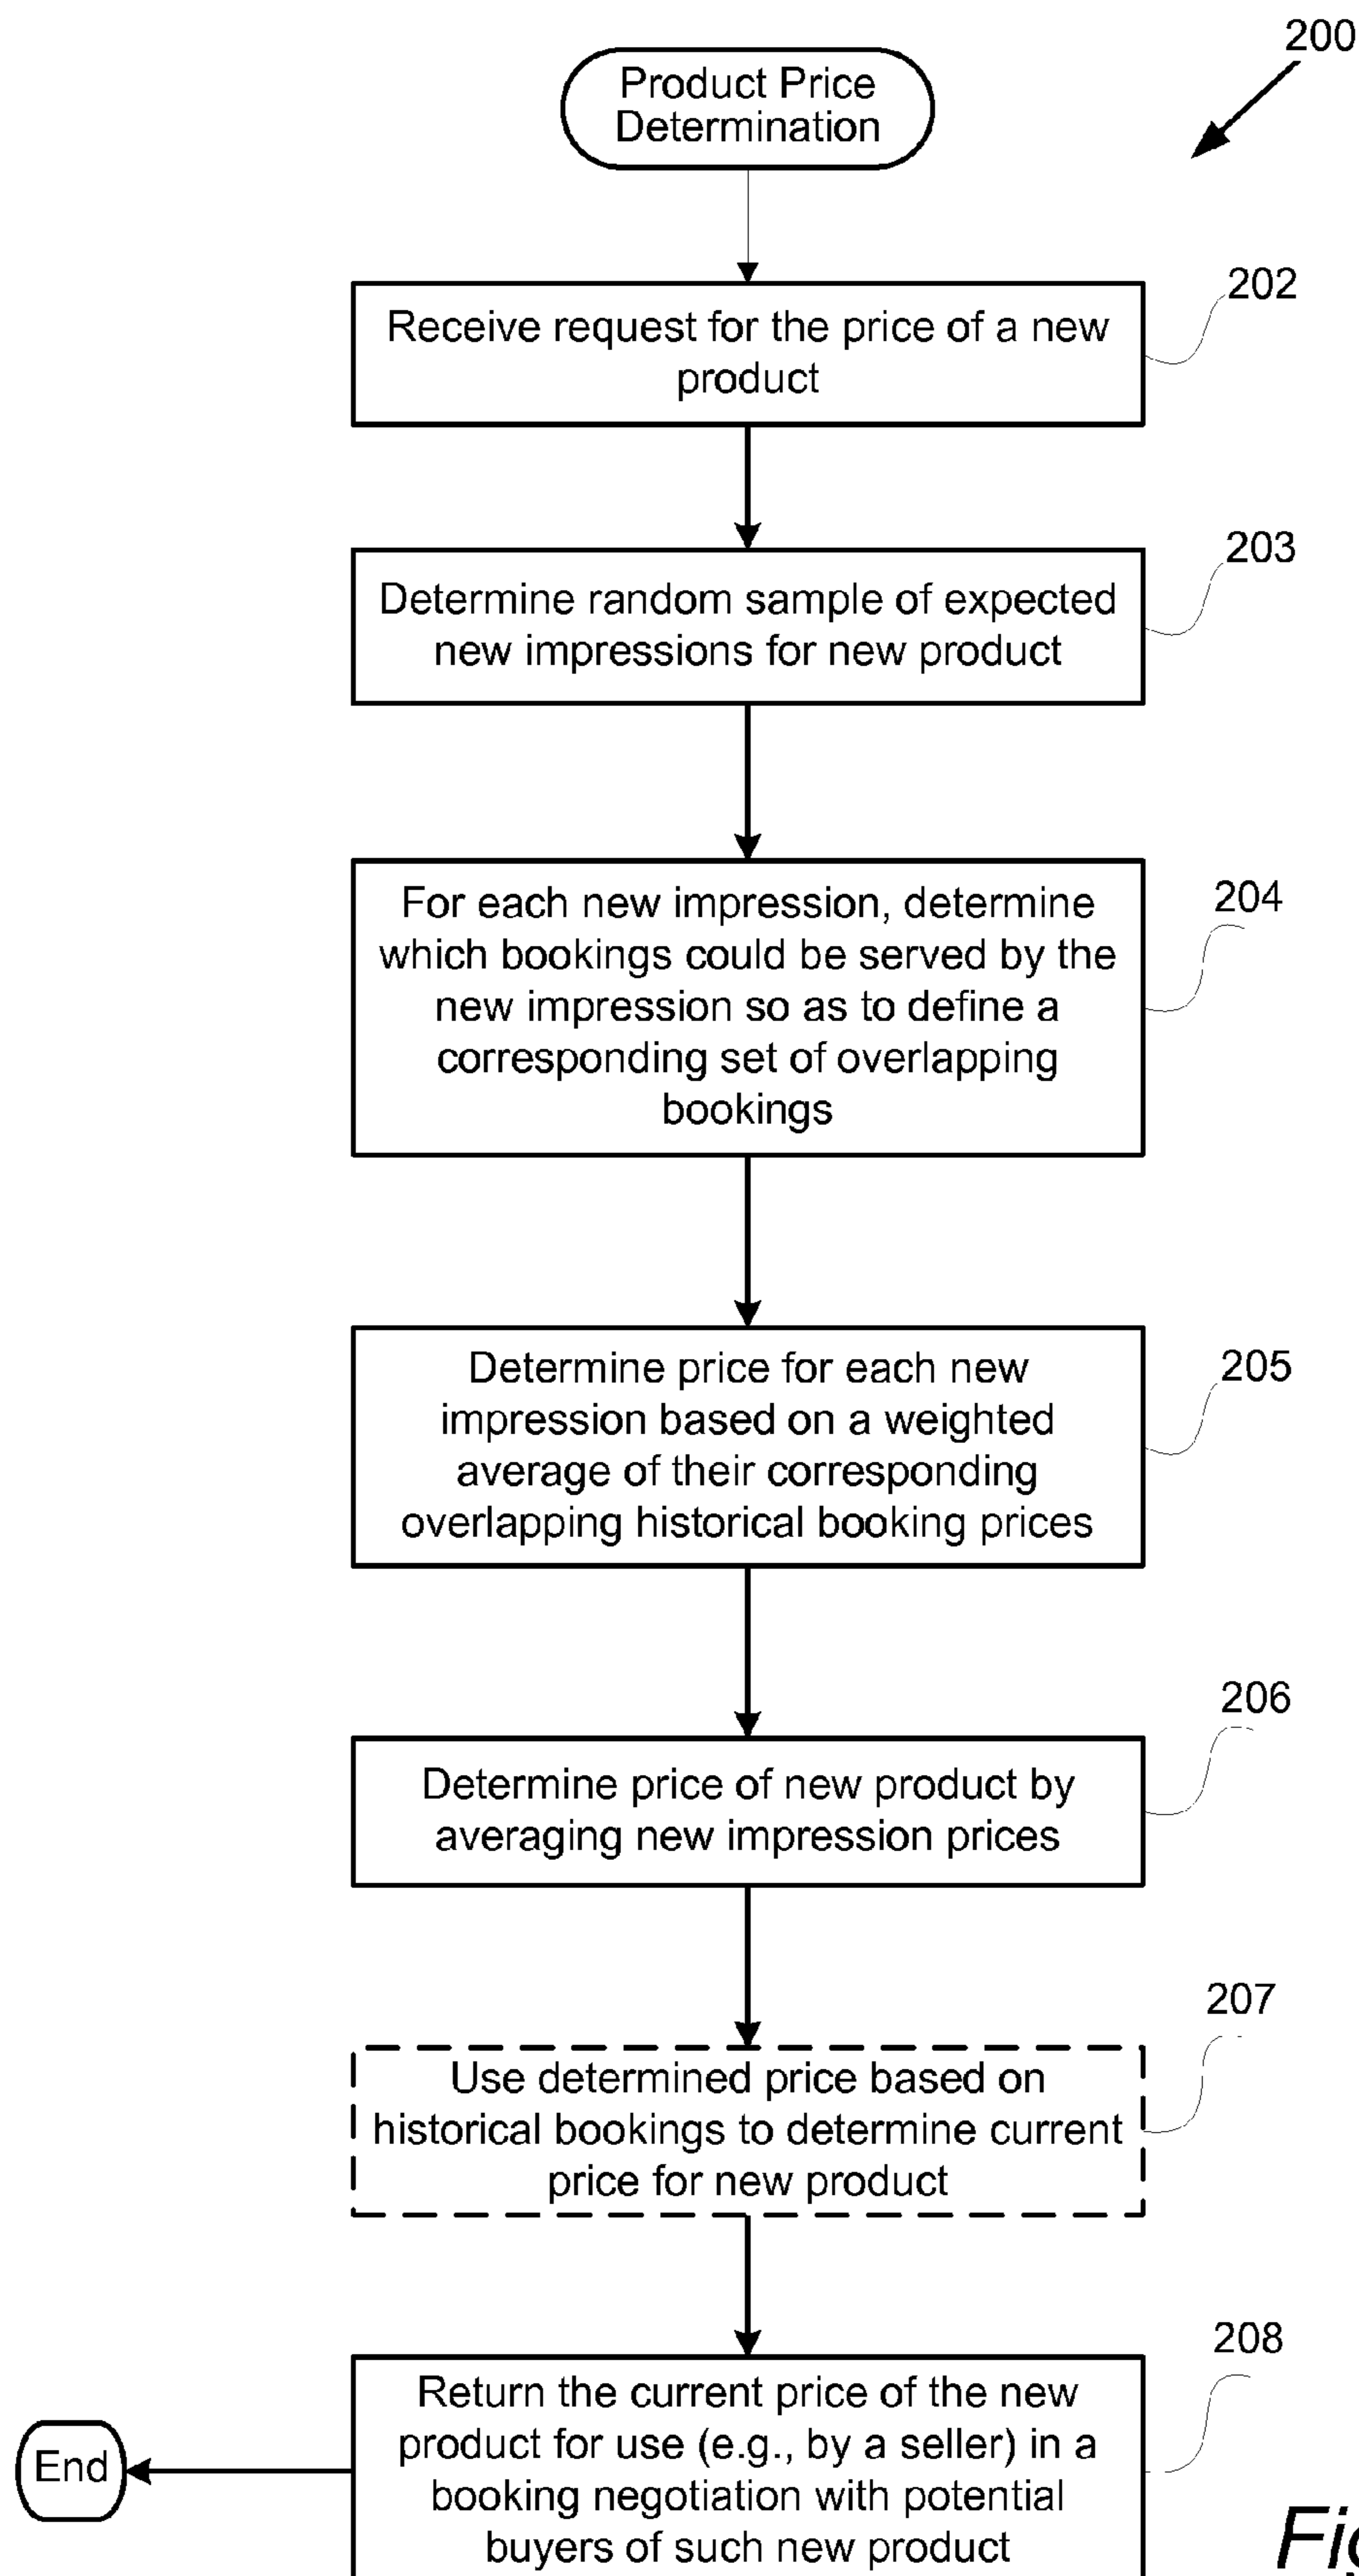 200
Product Price
Determination
202
Receive request for the price of a new
product
203
Determine random sample of expected
new impressions for new product
204
For each new impression, determine
which bookings could be served by the
new impression so as to define a
corresponding set of overlapping
bookings
205
Determine price for each new
impression based on a weighted
average of their corresponding
overlapping historical booking prices
206
Determine price of new product by
averaging new impression prices
207
Use determined price based on
historical bookings to determine current
price for new product
208
Return the current price of the new
product for use (e.g., by a seller) in a
booking negotiation with potential
buyers of such new product
End